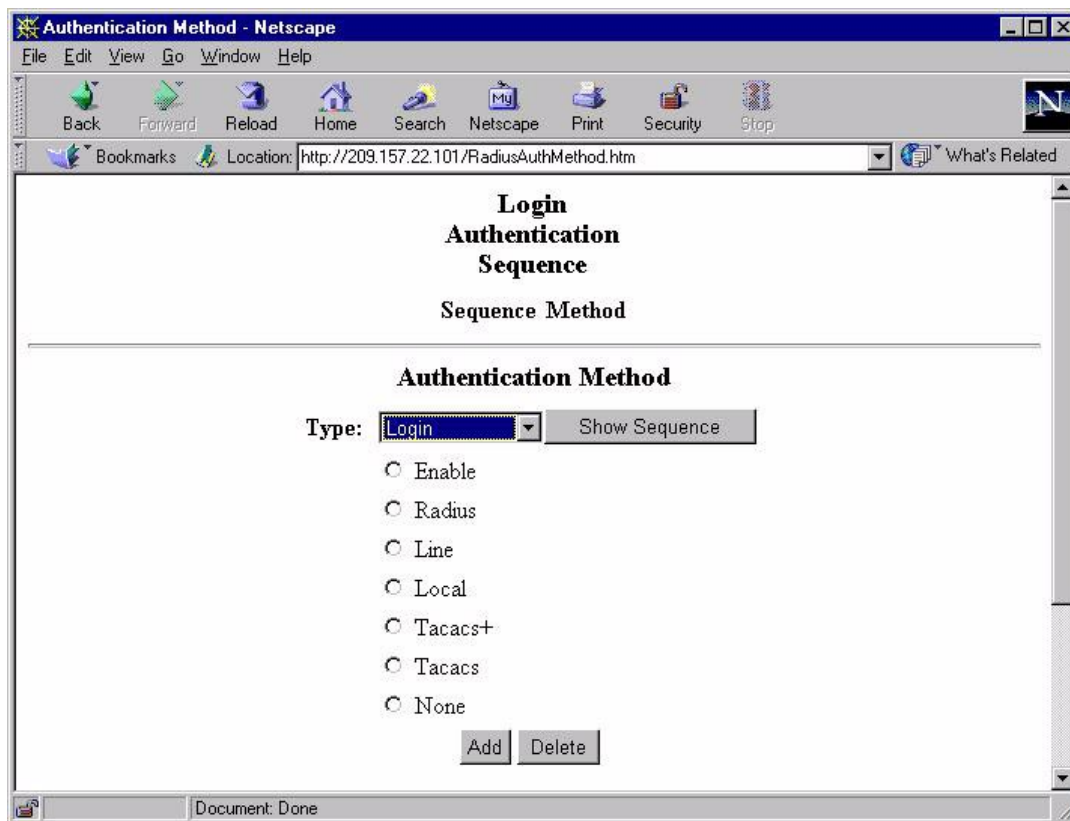 Authentication Method - Netscape
File Edit View Go Window Help
My
N
Back Forward Reload Home Search Netscape Print Security Stop
Bookmarks Location: http://209.157.22.101/RadiusAuthMethod.htm What's Related
Login
Authentication
Sequence
Sequence Method
Authentication Method
Type: Login Show Sequence
Enable
Radius
Line
Local
Tacacs+
Tacacs
None
Add Delete
Document: Done